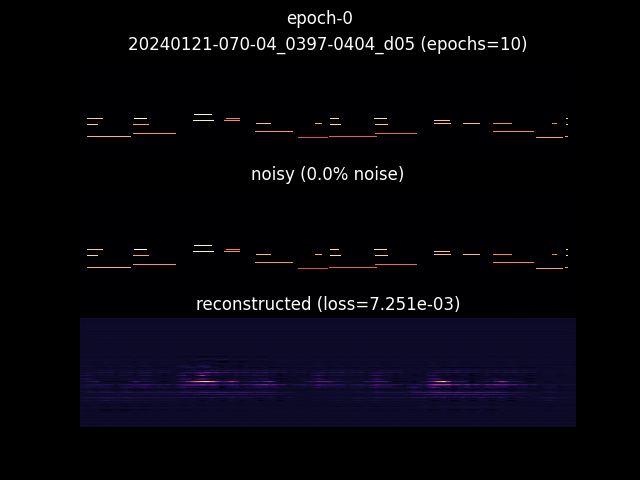 epoch-0
20240121-070-04_0397-0404_d05 (epochs=10)
noisy (0.0% noise)
reconstructed (loss=7.251e-03)